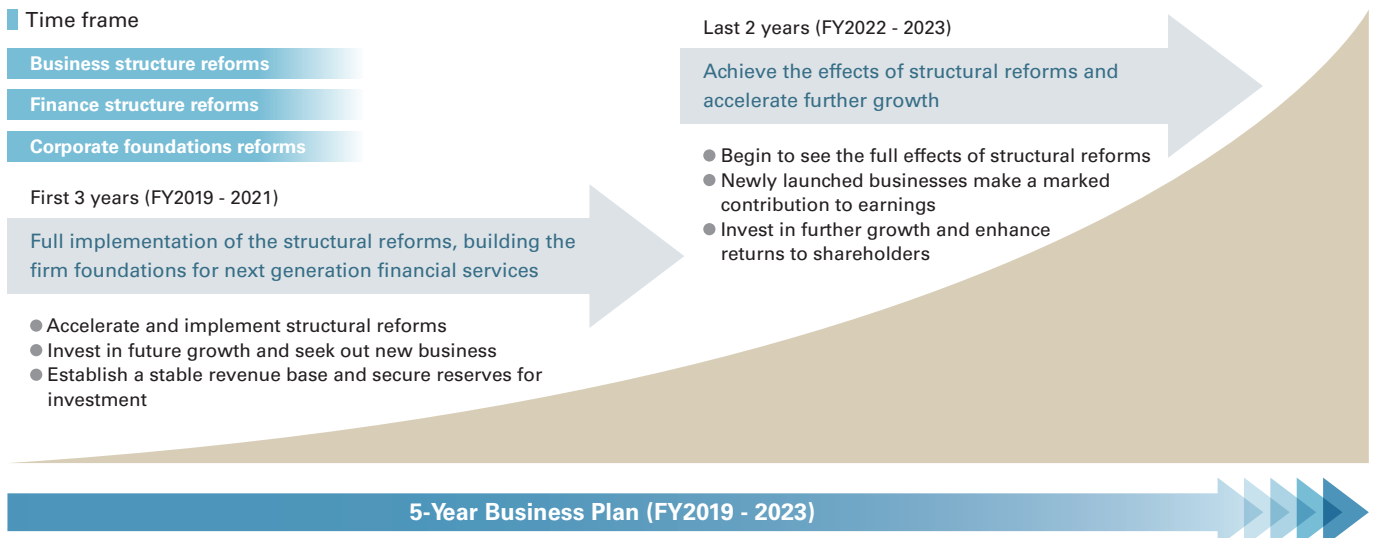 Time frame
Business structure reforms
Finance structure reforms
Corporate foundations reforms
First 3 years (FY2019 - 2021)
Full implementation of the structural reforms, building the
firm foundations for next generation financial services
● Accelerate and implement structural reforms
● Invest in future growth and seek out new business
● Establish a stable revenue base and secure reserves for
investment
Last 2 years (FY2022 - 2023)
Achieve the effects of structural reforms and
accelerate further growth
● Begin to see the full effects of structural reforms
● Newly launched businesses make a marked
contribution to earnings
● Invest in further growth and enhance
returns to shareholders
5-Year Business Plan (FY2019 - 2023)